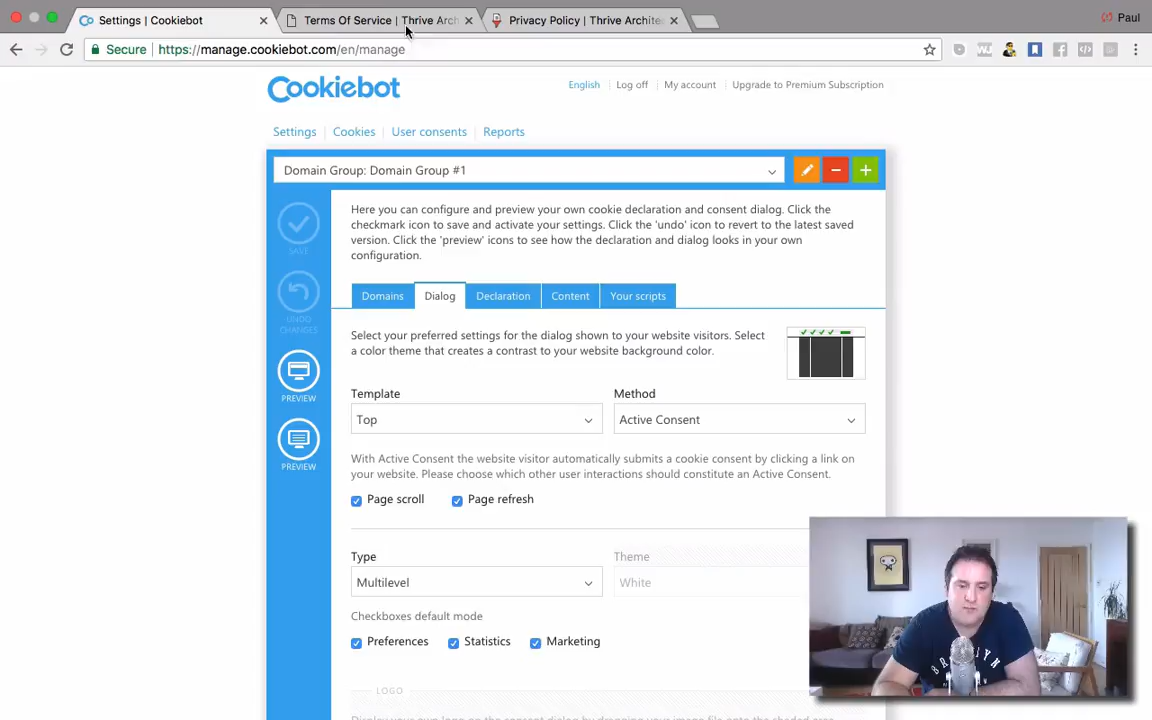 Settings | Cookiebot
Terms Of Service | Thrive Arch
Privacy Policy | Thrive Archite
Paul
Secure
https://manage.cookiebot.com/en/manage
Cookiebot
English
Log off
My account
Upgrade to Premium Subscription
Settings
Cookies
User consents
Reports
Domain Group: Domain Group #1
SAVE
UNDO
CHANGES
PREVIEW
PREVIEW
Here you can configure and preview your own cookie declaration and consent dialog. Click the
checkmark icon to save and activate your settings. Click the 'undo' icon to revert to the latest saved
version. Click the 'preview' icons to see how the declaration and dialog looks in your own
configuration.
Domains
Dialog
Declaration
Content
Your scripts
Select your preferred settings for the dialog shown to your website visitors. Select
a color theme that creates a contrast to your website background color.
Template
Method
Top
Active Consent
With Active Consent the website visitor automatically submits a cookie consent by clicking a link on
your website. Please choose which other user interactions should constitute an Active Consent.
Page scroll
Page refresh
Type
Theme
Multilevel
White
Checkboxes default mode
Preferences
Statistics
Marketing
LOGO